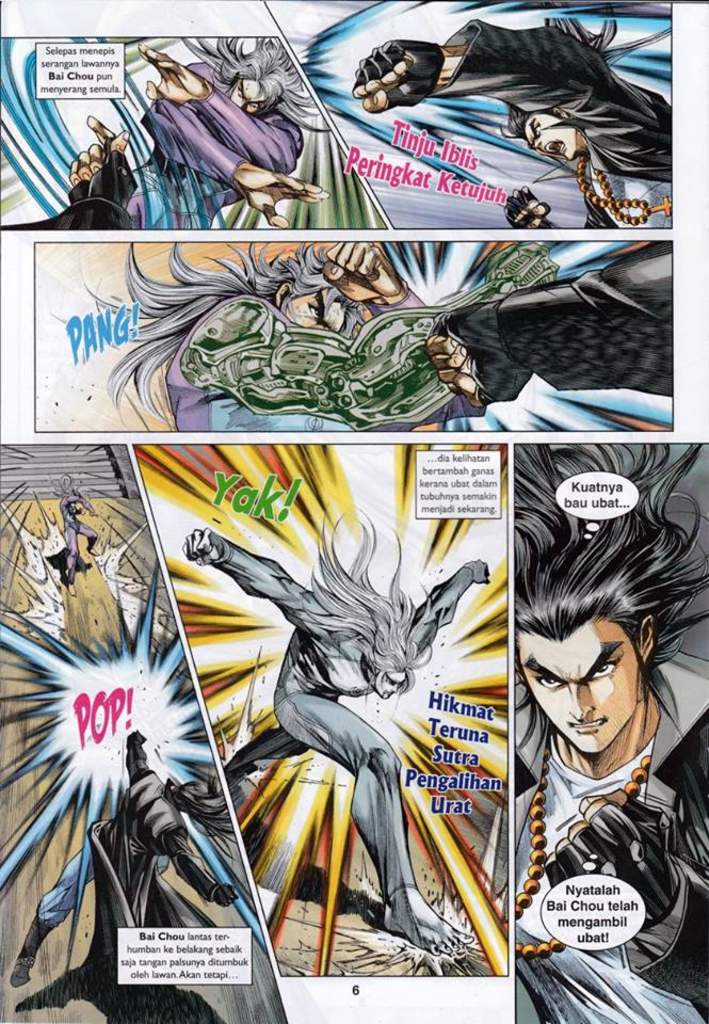 Selepas menepis
serangan lawannya
Bai Chou pun
menyerang semula.
Tinju Iblis
Peringkat Ketujuh
PANG!
POP!
Bai Chou lantas ter-
humban ke belakang sebaik
saja tangan palsunya ditumbuk
oleh lawan. Akan tetapi...
Yak!
...dia kelihatan
bertambah ganas
kerana ubat dalam
tubuhnya semakin
menjadi sekarang.
Hikmat
Teruna
Sutra
Pengalihan
Urat
Kuatnya
bau ubat...
Nyatalah
Bai Chou telah
mengambil
ubat!
6